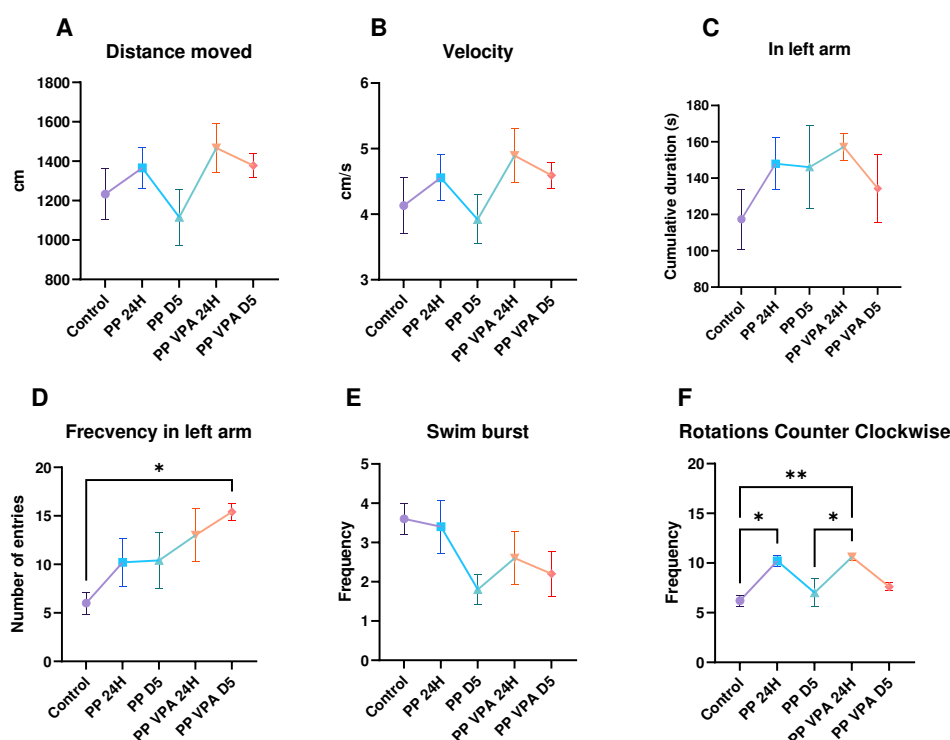 A
Distance moved
cm
1800
1600
1400
1200
1000
800
Control
PP 24H
PP D5
PP VPA 24H
PP VPA D5
B
Velocity
cm/s
6
5
4
3
Control
PP 24H
PP D5
PP VPA 24H
PP VPA D5
C
In left arm
Cumulative duration (s)
180
160
140
120
100
80
Control
PP 24H
PP D5
PP VPA 24H
PP VPA D5
D
Frecvency in left arm
Number of entries
20
15
10
5
0
*
Control
PP 24H
PP D5
PP VPA 24H
PP VPA D5
E
Swim burst
Frequency
5
4
3
2
1
0
Control
PP 24H
PP D5
PP VPA 24H
PP VPA D5
F
Rotations Counter Clockwise
Frequency
20
15
10
5
0
**
*
*
Control
PP 24H
PP D5
PP VPA 24H
PP VPA D5